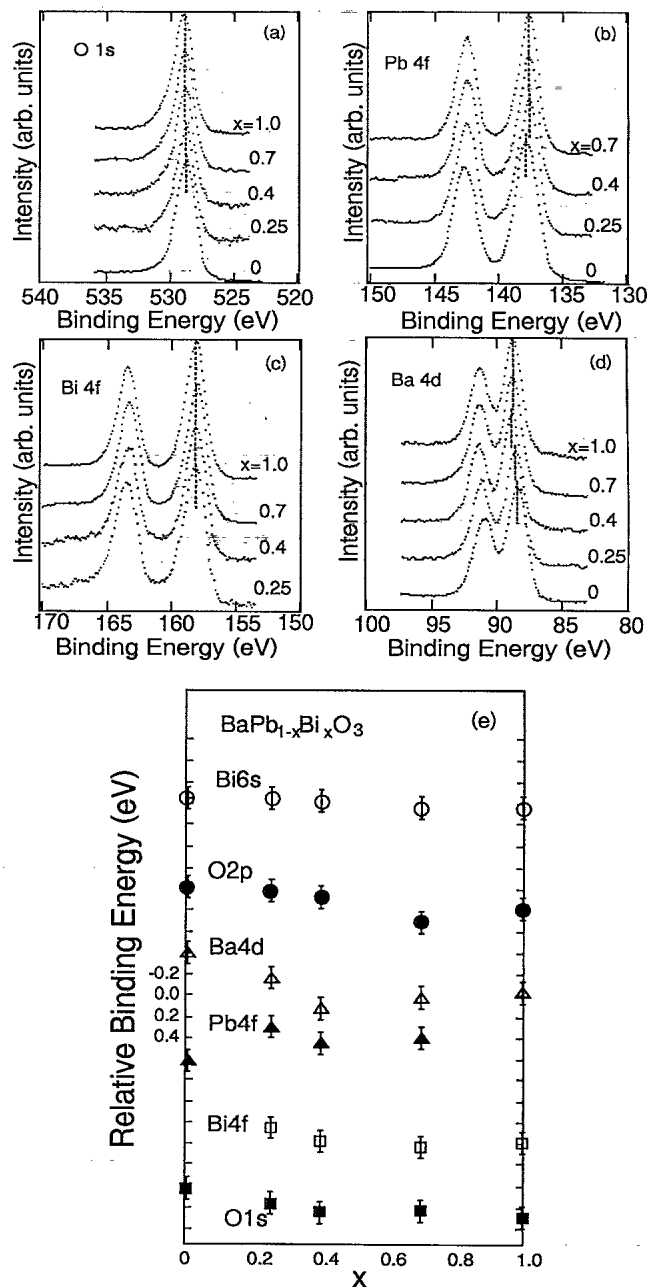 (a)
O 1s
x=1.0
0.7
0.4
0.25
0
Intensity (arb. units)
540 535 530 525 520
Binding Energy (eV)
(b)
Pb 4f
x=0.7
0.4
0.25
0
Intensity (arb. units)
150 145 140 135 130
Binding Energy (eV)
(c)
Bi 4f
x=1.0
0.7
0.4
0.25
Intensity (arb. units)
170 165 160 155 150
Binding Energy (eV)
(d)
Ba 4d
x=1.0
0.7
0.4
0.25
0
Intensity (arb. units)
100 95 90 85 80
Binding Energy (eV)
BaPb1-xBixO3 (e)
Bi6s
O2p
Ba4d
-0.2
0.0
0.2
Pb4f
0.4
Bi4f
O1s
Relative Binding Energy (eV)
0 0.2 0.4 0.6 0.8 1.0
X